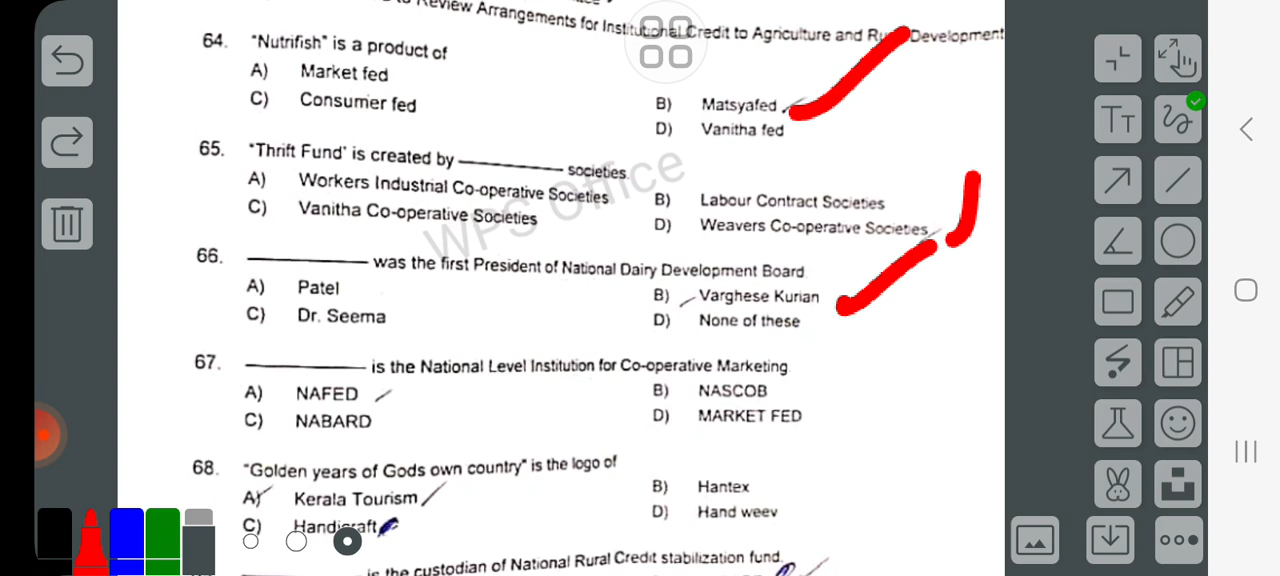 Review Arrangements for Institutional Credit to Agriculture and Rural Development
64. "Nutrifish" is a product of
A) Market fed
B) Matsyafed
C) Consumer fed
D) Vanitha fed
65. 'Thrift Fund' is created by __________ societies.
A) Workers Industrial Co-operative Societies
B) Labour Contract Societies
C) Vanitha Co-operative Societies
D) Weavers Co-operative Societies
WPS Office
66. __________ was the first President of National Dairy Development Board
A) Patel
B) Varghese Kurian
C) Dr. Seema
D) None of these
67. __________ is the National Level Institution for Co-operative Marketing
A) NAFED
B) NASCOB
C) NABARD
D) MARKET FED
68. "Golden years of Gods own country" is the logo of
A) Kerala Tourism
B) Hantex
C) Handicraft
D) Hand weev
is the custodian of National Rural Credit stabilization fund.
TT